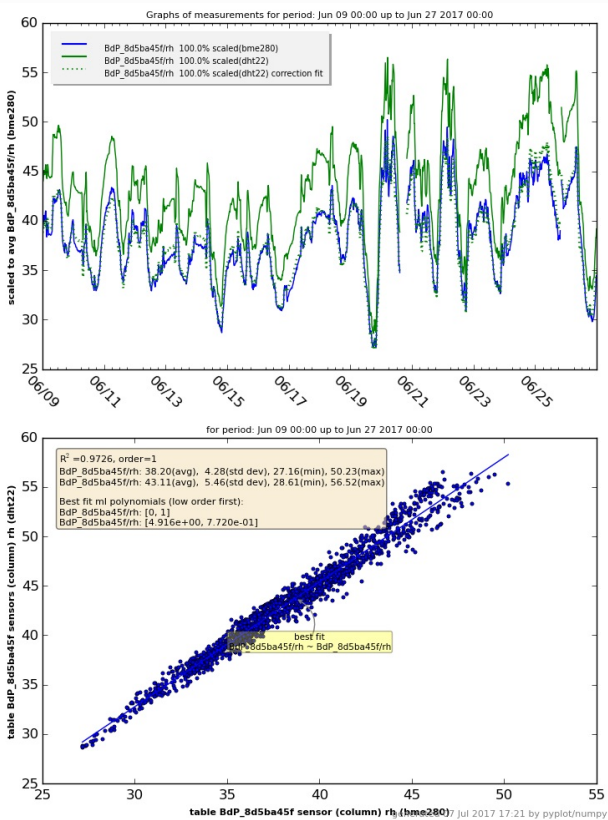 Graphs of measurements for period: Jun 09 00:00 up to Jun 27 2017 00:00
60
55
50
45
40
35
30
25
scaled to avg BdP_8d5ba45f/rh (bme280)
BdP_8d5ba45f/rh 100.0% scaled(bme280)
BdP_8d5ba45f/rh 100.0% scaled(dht22)
BdP_8d5ba45f/rh 100.0% scaled(dht22) correction fit
06/09 06/11 06/13 06/15 06/17 06/19 06/21 06/23 06/25
for period: Jun 09 00:00 up to Jun 27 2017 00:00
60
55
50
45
40
35
30
25
table BdP_8d5ba45f sensors (column) rh (dht22)
R² =0.9726, order=1
BdP_8d5ba45f/rh: 38.20(avg), 4.28(std dev), 27.16(min), 50.23(max)
BdP_8d5ba45f/rh: 43.11(avg), 5.46(std dev), 28.61(min), 56.52(max)
Best fit ml polynomials (low order first):
BdP_8d5ba45f/rh: [0, 1]
BdP_8d5ba45f/rh: [4.916e+00, 7.720e-01]
best fit
BdP_8d5ba45f/rh ~ BdP_8d5ba45f/rh
25 30 35 40 45 50 55
table BdP_8d5ba45f sensor (column) rh (bme280)
07 Jul 2017 17:21 by pyplot/numpy